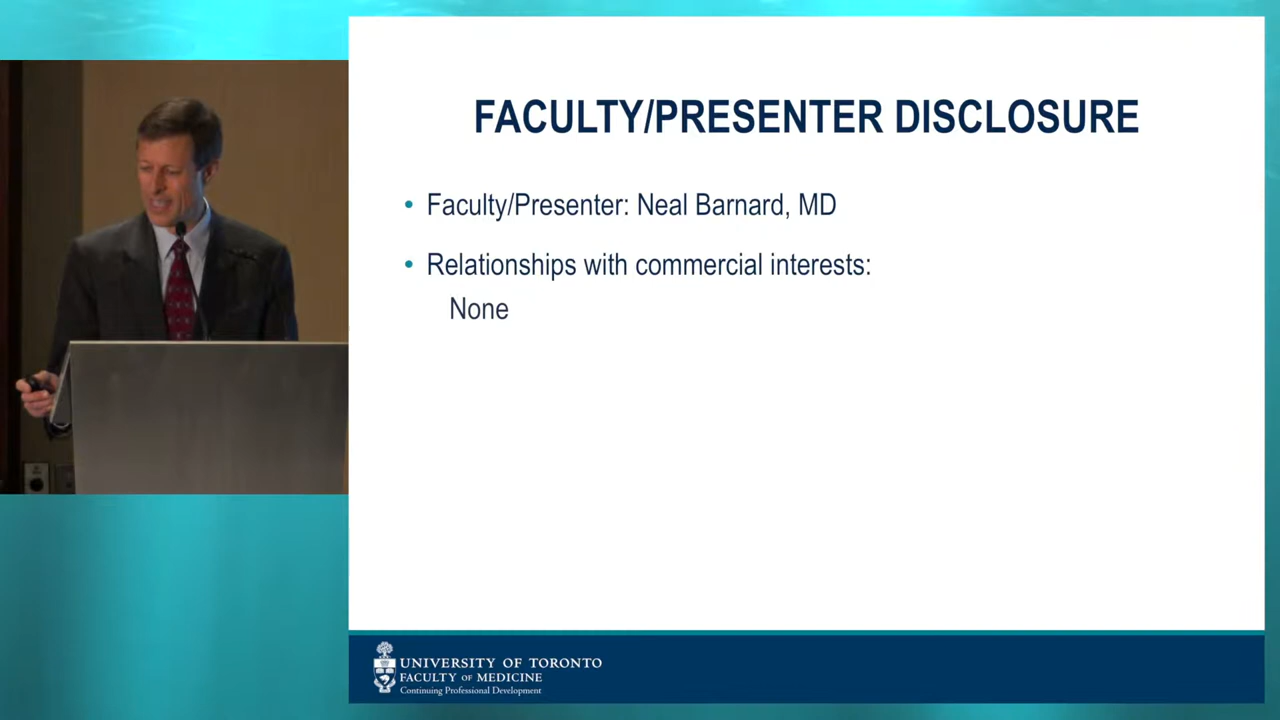 FACULTY/PRESENTER DISCLOSURE
• Faculty/Presenter: Neal Barnard, MD
• Relationships with commercial interests:
None
UNIVERSITY OF TORONTO
FACULTY OF MEDICINE
Continuing Professional Development